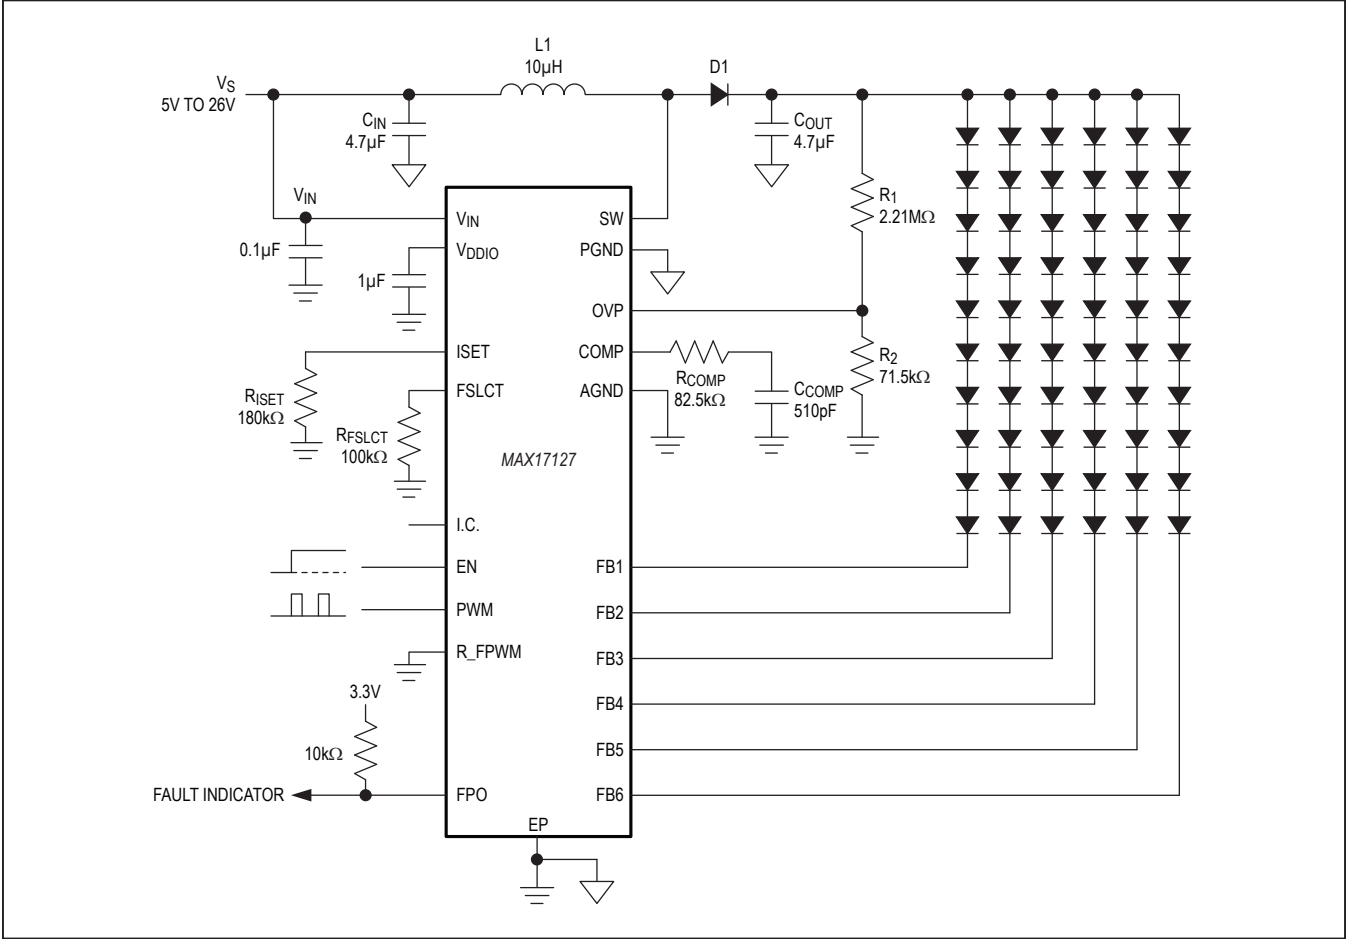 L1
10µH
D1
VS
5V TO 26V
CIN
4.7µF
COUT
4.7µF
VIN
0.1µF
VIN
SW
R1
2.21MΩ
VDDIO
PGND
1µF
OVP
ISET
COMP
RCOMP
82.5kΩ
R2
71.5kΩ
RISET
180kΩ
FSLCT
AGND
CCOMP
510pF
RFSLCT
100kΩ
MAX17127
I.C.
EN
FB1
PWM
FB2
R_FPWM
FB3
3.3V
FB4
10kΩ
FB5
FAULT INDICATOR
FPO
FB6
EP